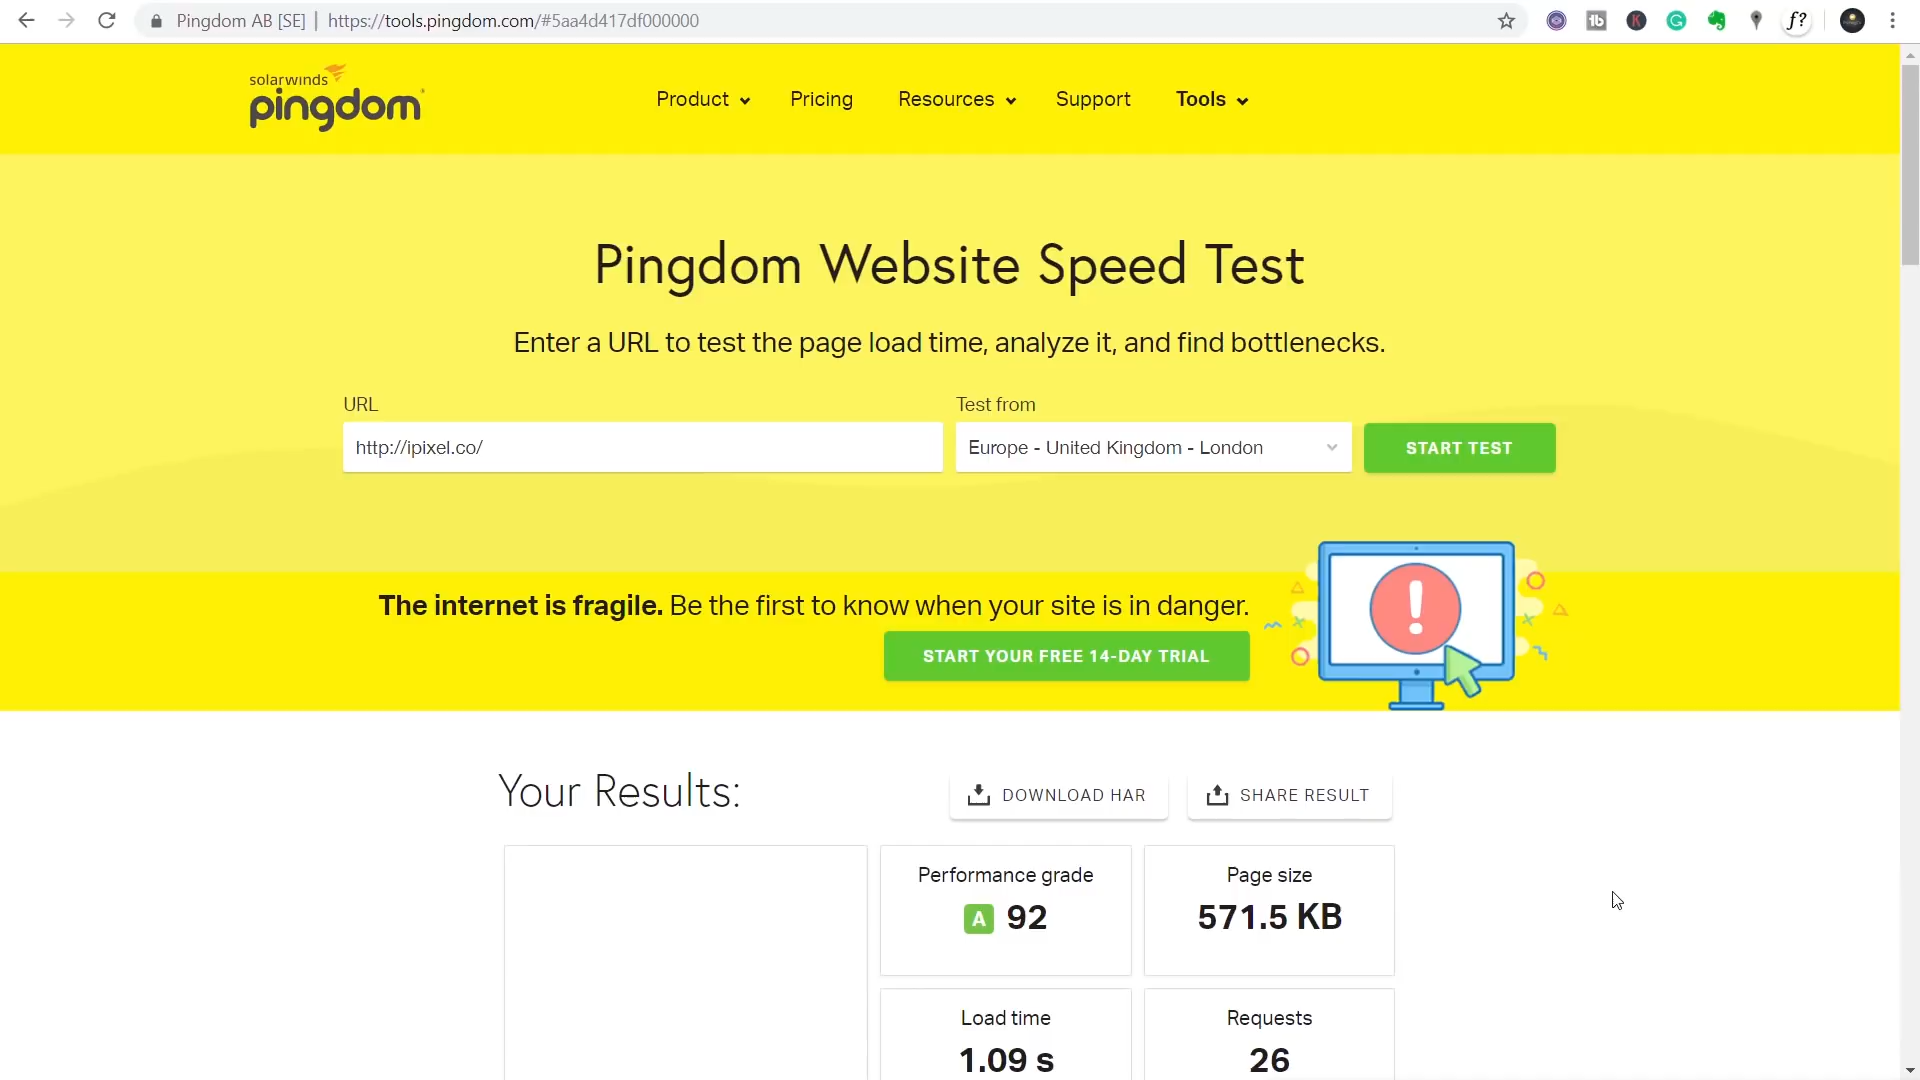 Pingdom AB [SE] | https://tools.pingdom.com/#5aa4d417df000000
solarwinds
pingdom
Product
Pricing
Resources
Support
Tools
Pingdom Website Speed Test
Enter a URL to test the page load time, analyze it, and find bottlenecks.
URL
Test from
http://ipixel.co/
Europe - United Kingdom - London
START TEST
The internet is fragile. Be the first to know when your site is in danger.
START YOUR FREE 14-DAY TRIAL
Your Results:
DOWNLOAD HAR
SHARE RESULT
Performance grade
A 92
Page size
571.5 KB
Load time
1.09 s
Requests
26